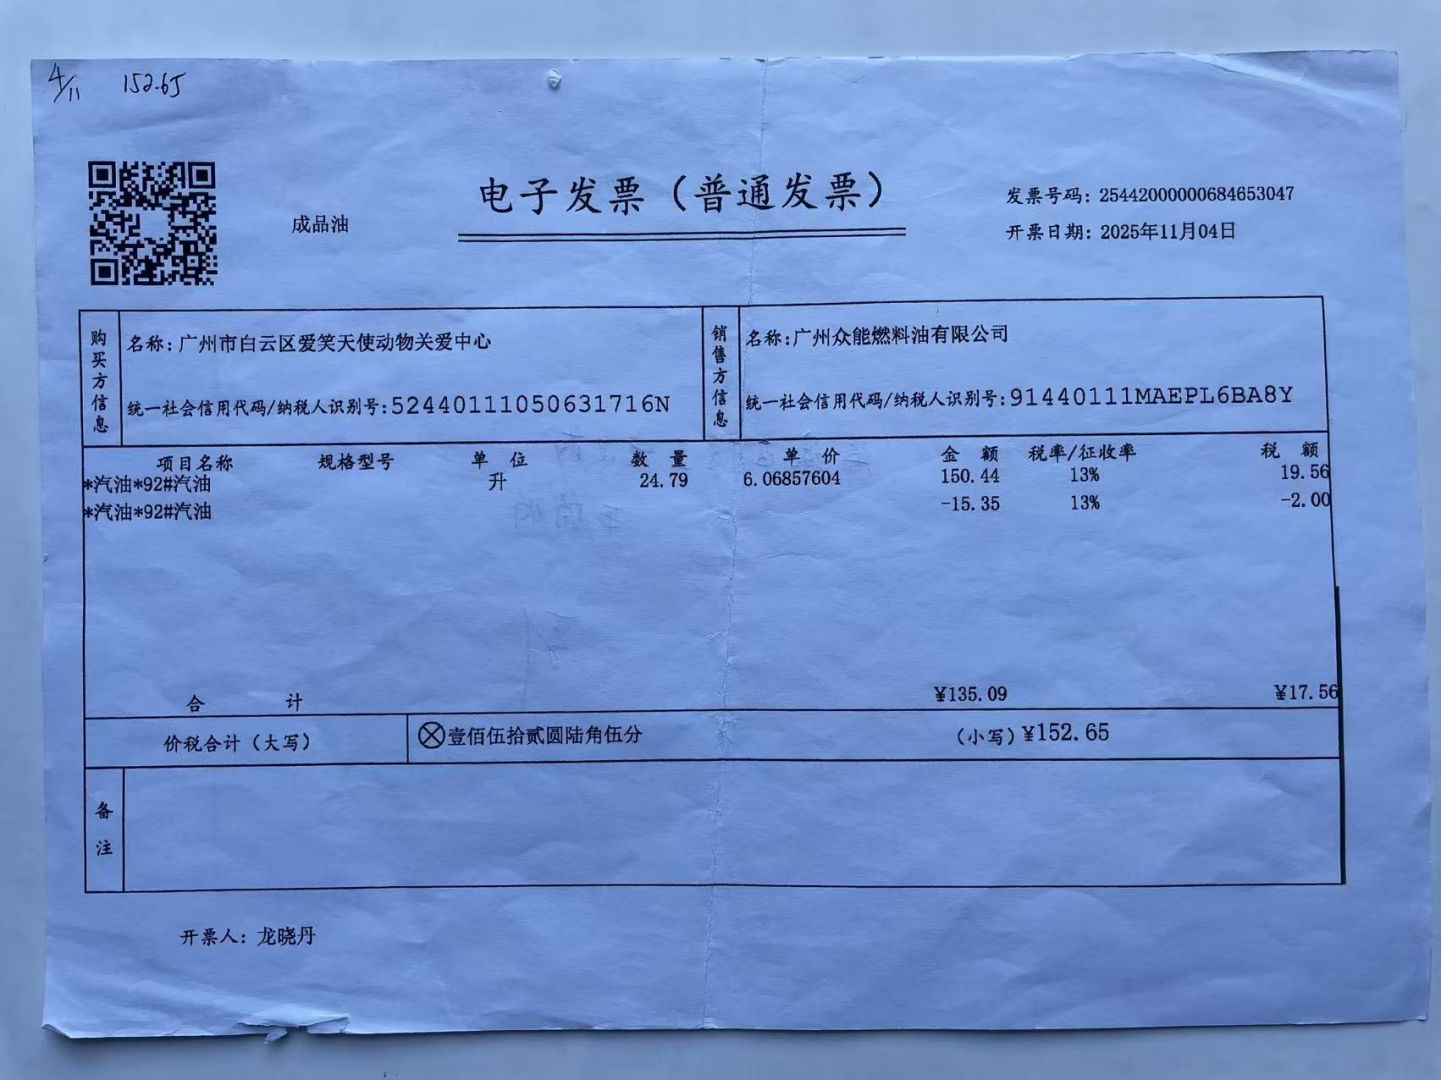 4/11 152.65
电子发票（普通发票）
成品油
发票号码：25442000000684653047
开票日期：2025年11月04日
购买方信息
名称：广州市白云区爱笑天使动物关爱中心
统一社会信用代码/纳税人识别号：52440111050631716N
销售方信息
名称：广州众能燃料油有限公司
统一社会信用代码/纳税人识别号：91440111MAEPL6BA8Y
项目名称 规格型号 单位 数量 单价 金额 税率/征收率 税额
*汽油*92#汽油 升 24.79 6.06857604 150.44 13% 19.56
*汽油*92#汽油 -15.35 13% -2.00
合计 ¥135.09 ¥17.56
价税合计（大写） ⊗壹佰伍拾贰圆陆角伍分 （小写）¥152.65
备注
开票人：龙晓丹